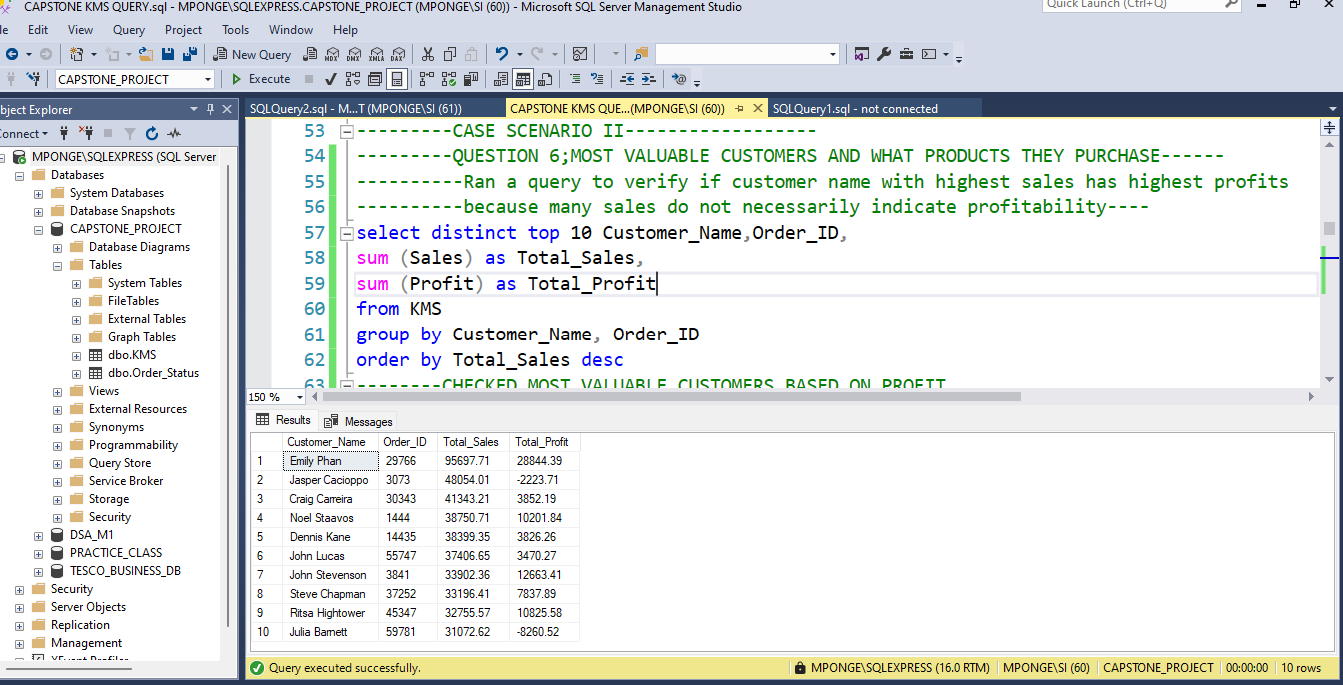 CAPSTONE KMS QUERY.sql - MPONGE\SQLEXPRESS.CAPSTONE_PROJECT (MPONGE\SI (60)) - Microsoft SQL Server Management Studio
Quick Launch (Ctrl+Q)
le Edit View Query Project Tools Window Help
New Query MDX DMX XMLA DAX
CAPSTONE_PROJECT Execute
bject Explorer
SQLQuery2.sql - M...T (MPONGE\SI (61))
CAPSTONE KMS QUE...(MPONGE\SI (60))
SQLQuery1.sql - not connected
onnect
MPONGE\SQLEXPRESS (SQL Server
Databases
System Databases
Database Snapshots
CAPSTONE_PROJECT
Database Diagrams
Tables
System Tables
FileTables
External Tables
Graph Tables
dbo.KMS
dbo.Order_Status
Views
External Resources
Synonyms
Programmability
Query Store
Service Broker
Storage
Security
DSA_M1
PRACTICE_CLASS
TESCO_BUSINESS_DB
Security
Server Objects
Replication
Management
XEvent Profiler
53 ---------CASE SCENARIO II------------------
54 ---------QUESTION 6;MOST VALUABLE CUSTOMERS AND WHAT PRODUCTS THEY PURCHASE------
55 ----------Ran a query to verify if customer name with highest sales has highest profits
56 ----------because many sales do not necessarily indicate profitability----
57 select distinct top 10 Customer_Name,Order_ID,
58 sum (Sales) as Total_Sales,
59 sum (Profit) as Total_Profit
60 from KMS
61 group by Customer_Name, Order_ID
62 order by Total_Sales desc
63 --------CHECKED MOST VALUABLE CUSTOMERS BASED ON PROFIT
150 %
Results Messages
Customer_Name Order_ID Total_Sales Total_Profit
1 Emily Phan 29766 95697.71 28844.39
2 Jasper Cacioppo 3073 48054.01 -2223.71
3 Craig Carreira 30343 41343.21 3852.19
4 Noel Staavos 1444 38750.71 10201.84
5 Dennis Kane 14435 38399.35 3826.26
6 John Lucas 55747 37406.65 3470.27
7 John Stevenson 3841 33902.36 12663.41
8 Steve Chapman 37252 33196.41 7837.89
9 Ritsa Hightower 45347 32755.57 10825.58
10 Julia Barnett 59781 31072.62 -8260.52
Query executed successfully.
MPONGE\SQLEXPRESS (16.0 RTM) MPONGE\SI (60) CAPSTONE_PROJECT 00:00:00 10 rows